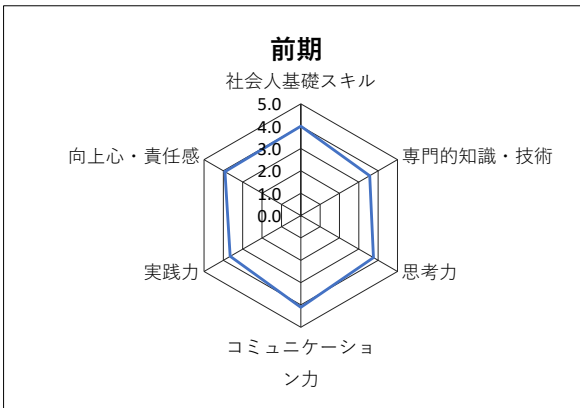 前期
社会人基礎スキル
5.0
4.0
3.0
2.0
1.0
0.0
専門的知識・技術
思考力
コミュニケーショ
ン力
実践力
向上心・責任感